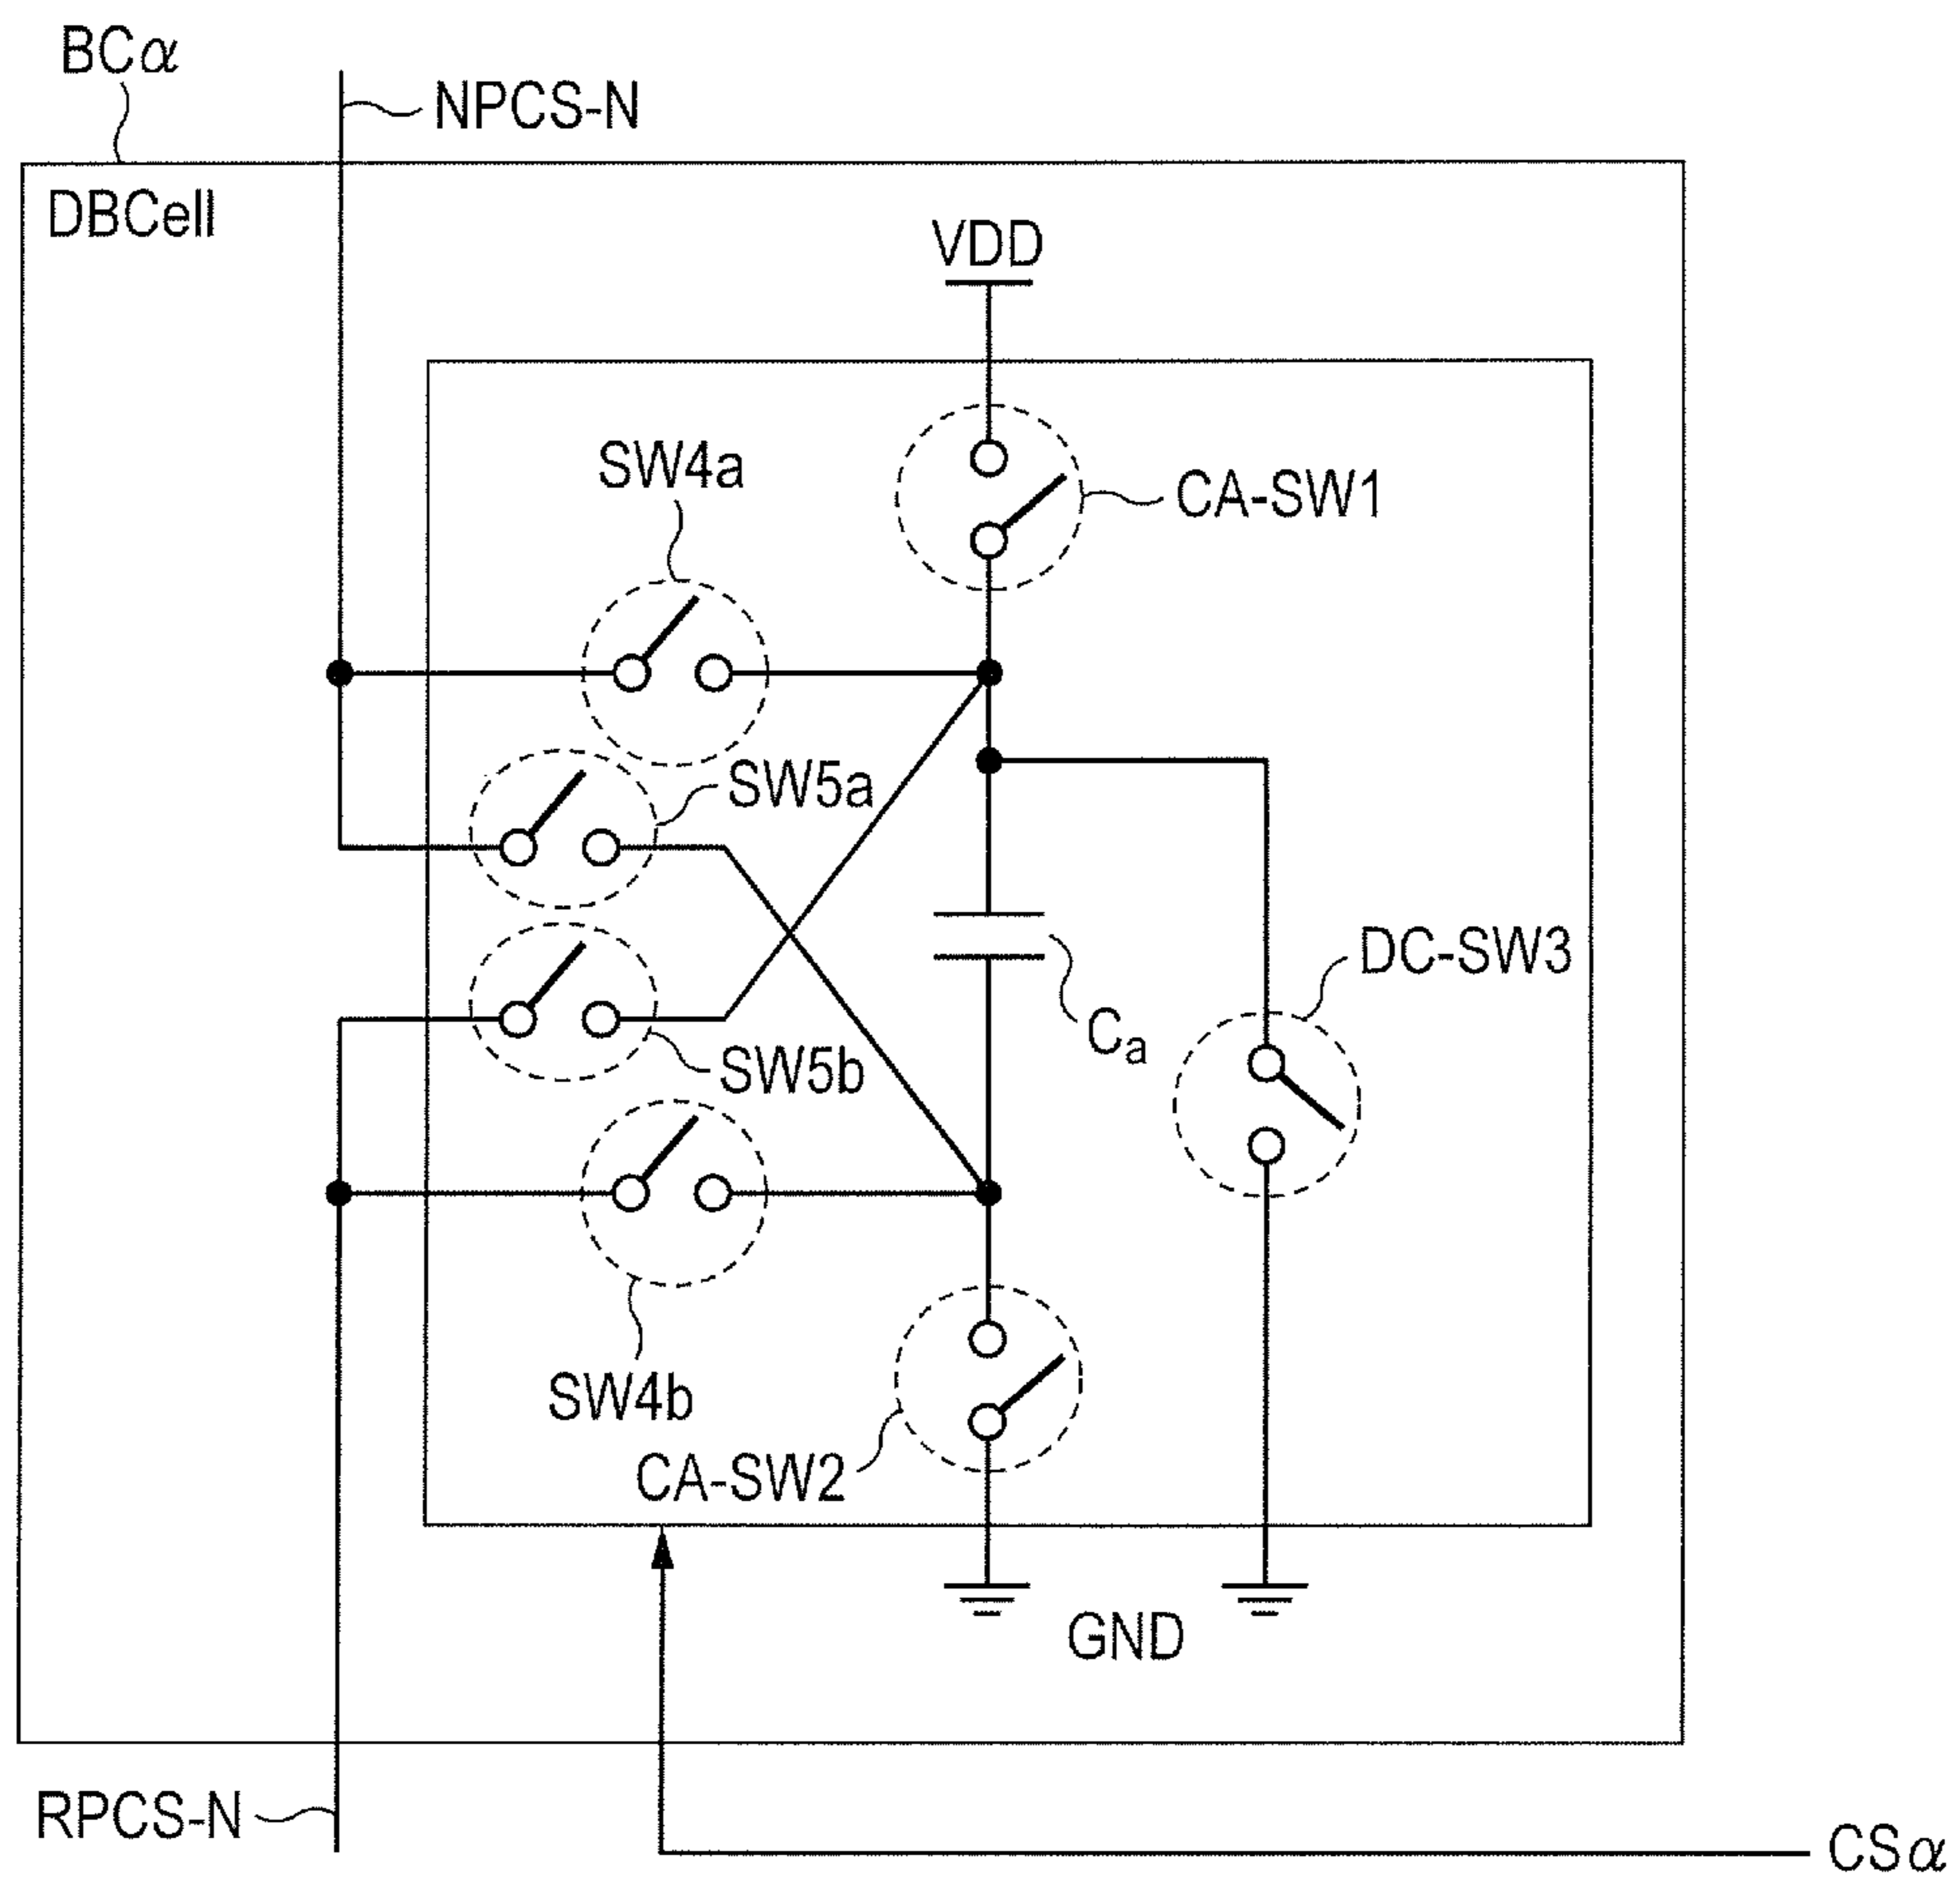 BCα
NPCS-N
DBCell
VDD
SW4a
CA-SW1
SW5a
DC-SW3
Ca
SW5b
SW4b
CA-SW2
GND
RPCS-N
CSα